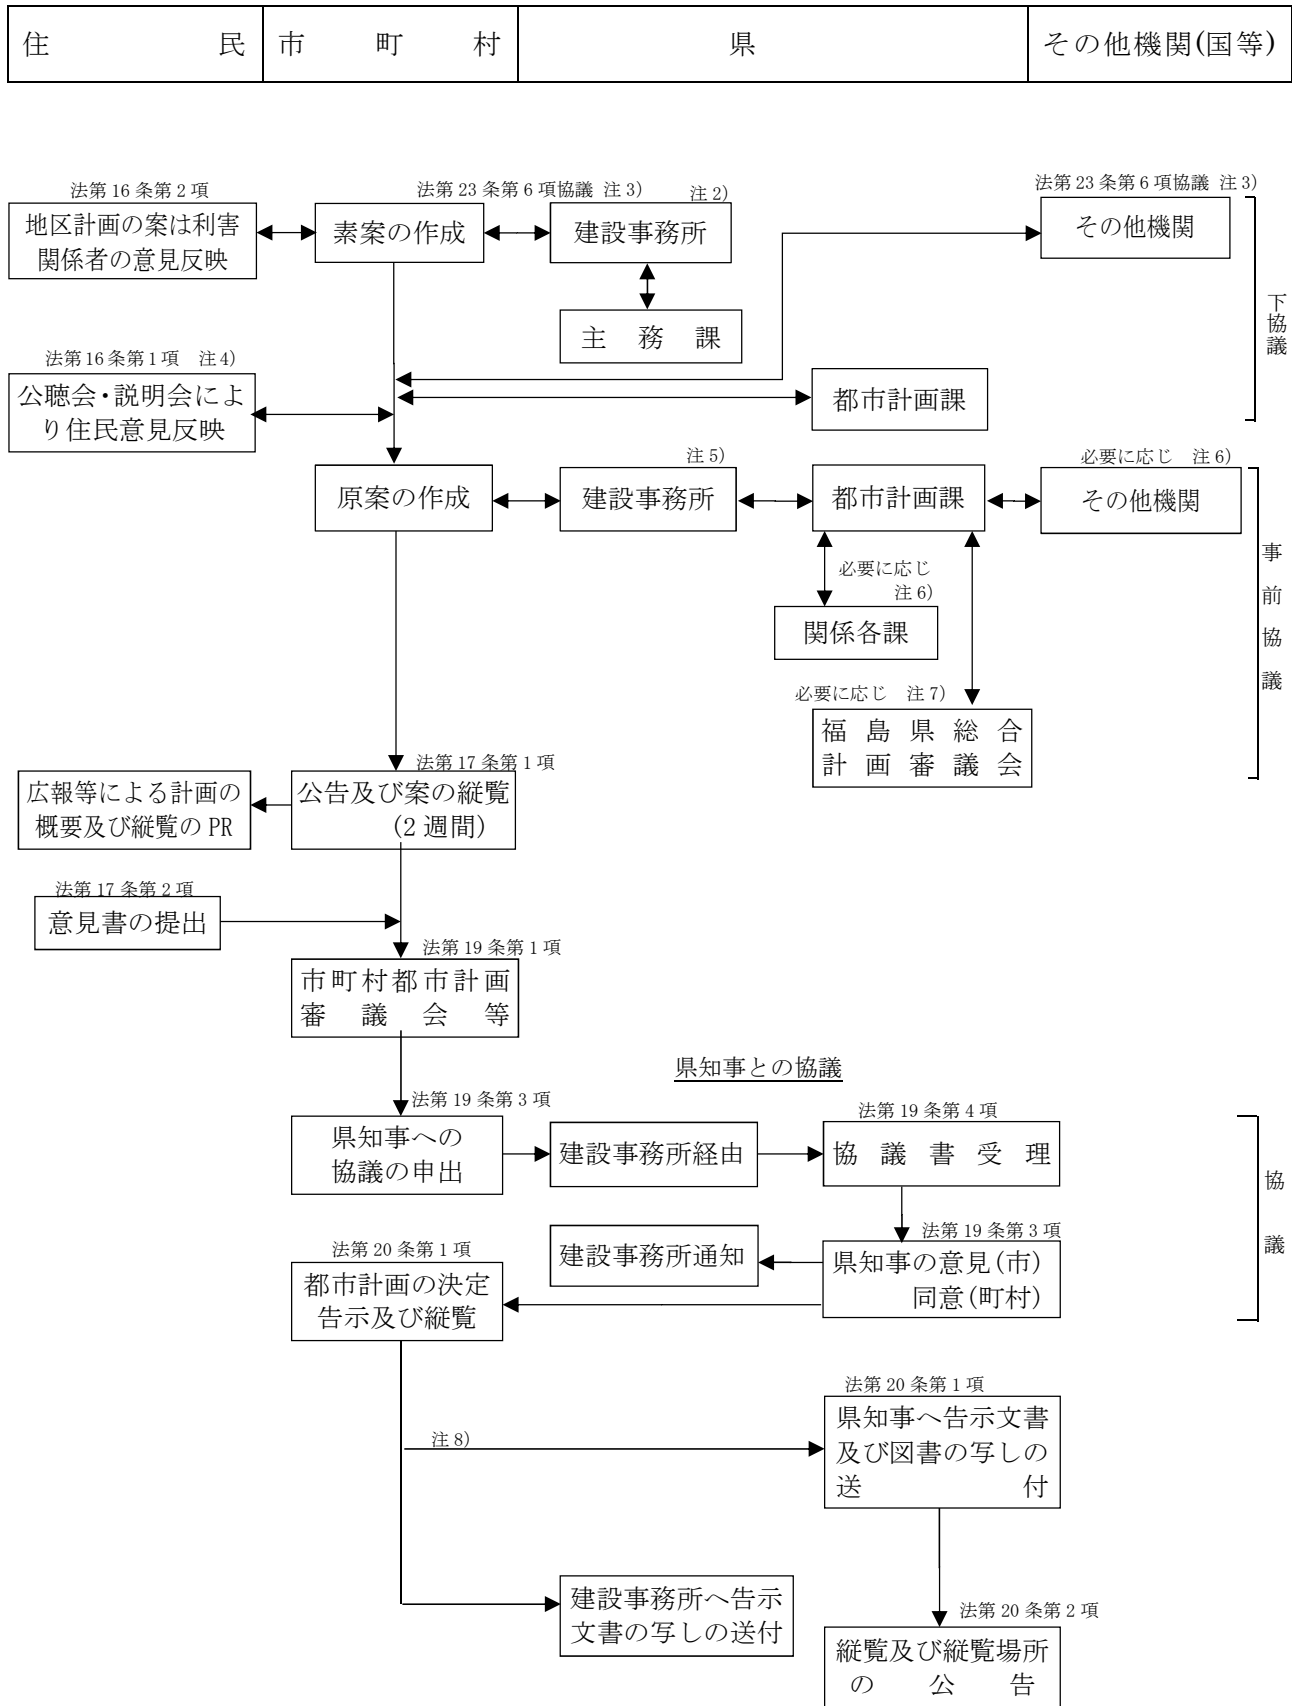 住民 市町村 県 その他機関(国等)
法第16条第2項
地区計画の案は利害
関係者の意見反映
素案の作成
法第23条第6項協議 注3)
注2)
建設事務所
主務課
法第23条第6項協議 注3)
その他機関
下協議
法第16条第1項 注4)
公聴会・説明会によ
り住民意見反映
都市計画課
原案の作成
注5)
建設事務所
都市計画課
必要に応じ 注6)
その他機関
必要に応じ
注6)
関係各課
事前協議
必要に応じ 注7)
福島県総合
計画審議会
法第17条第1項
広報等による計画の
概要及び縦覧のPR
公告及び案の縦覧
(2週間)
法第17条第2項
意見書の提出
法第19条第1項
市町村都市計画
審議会等
県知事との協議
法第19条第3項
県知事への
協議の申出
建設事務所経由
法第19条第4項
協議書受理
協議
建設事務所通知
法第19条第3項
県知事の意見(市)
同意(町村)
法第20条第1項
都市計画の決定
告示及び縦覧
法第20条第1項
県知事へ告示文書
及び図書の写しの
送付
注8)
建設事務所へ告示
文書の写しの送付
法第20条第2項
縦覧及び縦覧場所
の公告